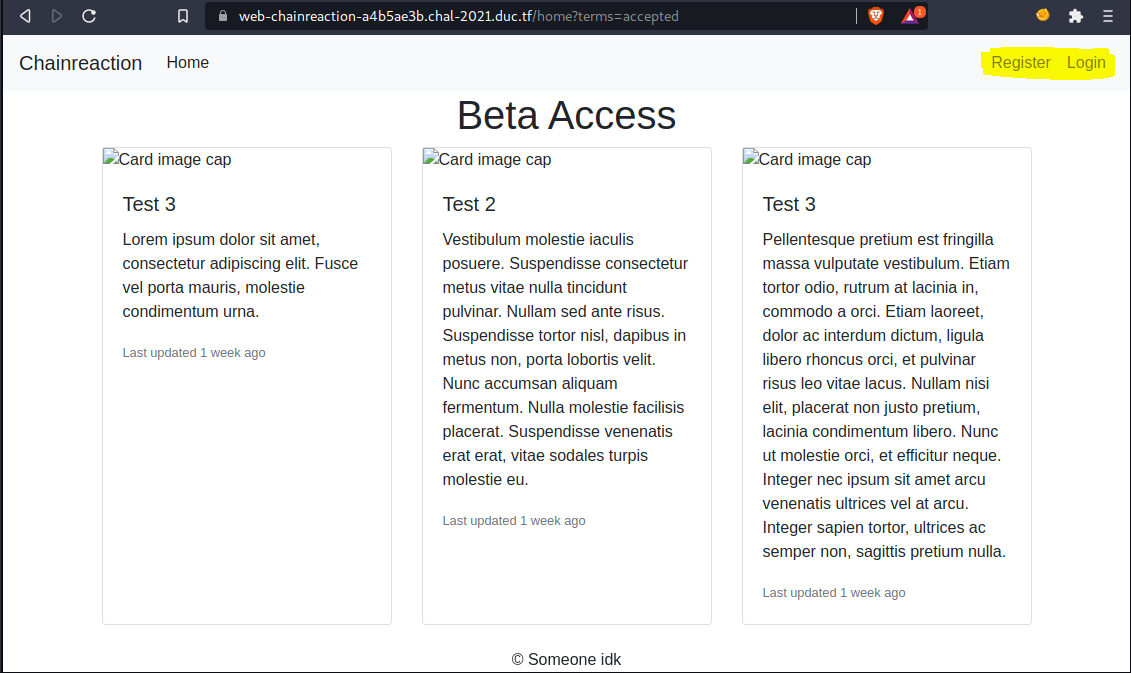 web-chainreaction-a4b5ae3b.chal-2021.duc.tf/home?terms=accepted
1
Chainreaction Home Register Login
Beta Access
Card image cap
Test 3
Lorem ipsum dolor sit amet,
consectetur adipiscing elit. Fusce
vel porta mauris, molestie
condimentum urna.
Last updated 1 week ago
Card image cap
Test 2
Vestibulum molestie iaculis
posuere. Suspendisse consectetur
metus vitae nulla tincidunt
pulvinar. Nullam sed ante risus.
Suspendisse tortor nisl, dapibus in
metus non, porta lobortis velit.
Nunc accumsan aliquam
fermentum. Nulla molestie facilisis
placerat. Suspendisse venenatis
erat erat, vitae sodales turpis
molestie eu.
Last updated 1 week ago
Card image cap
Test 3
Pellentesque pretium est fringilla
massa vulputate vestibulum. Etiam
tortor odio, rutrum at lacinia in,
commodo a orci. Etiam laoreet,
dolor ac interdum dictum, ligula
libero rhoncus orci, et pulvinar
risus leo vitae lacus. Nullam nisi
elit, placerat non justo pretium,
lacinia condimentum libero. Nunc
ut molestie orci, et efficitur neque.
Integer nec ipsum sit amet arcu
venenatis ultrices vel at arcu.
Integer sapien tortor, ultrices ac
semper non, sagittis pretium nulla.
Last updated 1 week ago
© Someone idk